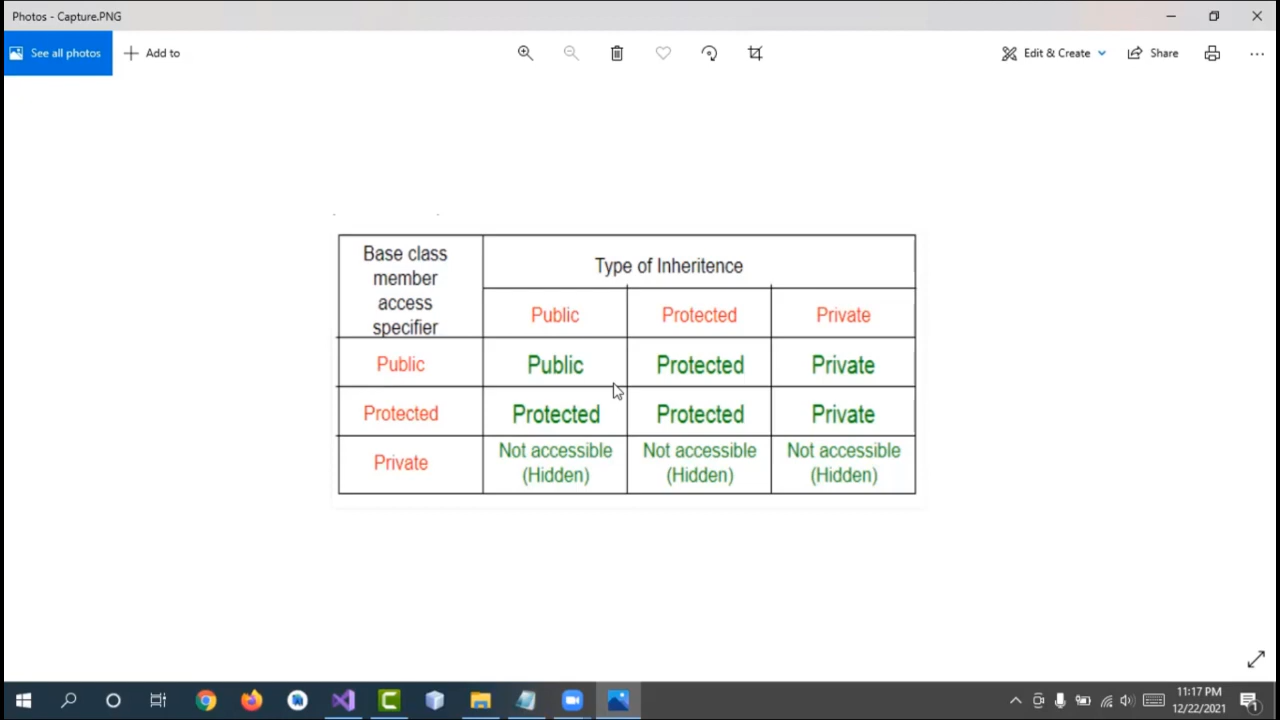 Photos - Capture.PNG
See all photos
Add to
Edit & Create
Share
Base class
member
access
specifier
Type of Inheritence
Public Protected Private
Public Public Protected Private
Protected Protected Protected Private
Private Not accessible (Hidden) Not accessible (Hidden) Not accessible (Hidden)
11:17 PM
12/22/2021
1